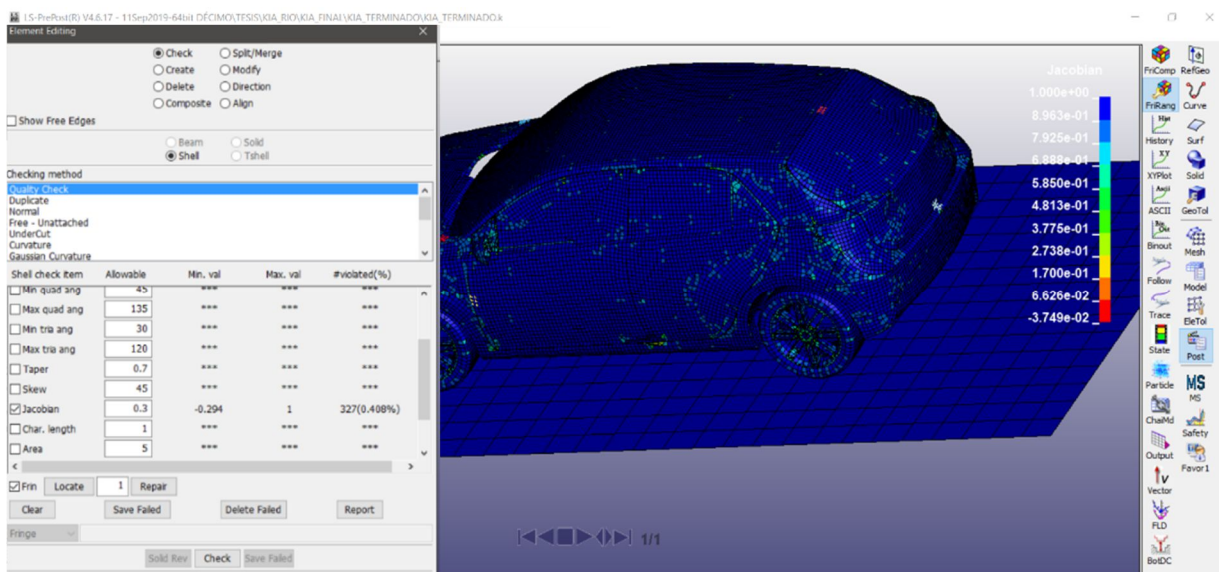 LS-PrePost(R) V4.6.17 - 11Sep2019-64bit DÉCIMO\TESIS\KIA_RIO\KIA_FINAL\KIA_TERMINADO\KIA_TERMINADO.k
Element Editing
Check Split/Merge
Create Modify
Delete Direction
Composite Align
Show Free Edges
Beam Solid
Shell Tshell
Checking method
Quality Check
Duplicate
Normal
Free - Unattached
UnderCut
Curvature
Gaussian Curvature
Shell check item Allowable Min. val Max. val #violated(%)
Min quad ang 45 *** *** ***
Max quad ang 135 *** *** ***
Min tria ang 30 *** *** ***
Max tria ang 120 *** *** ***
Taper 0.7 *** *** ***
Skew 45 *** *** ***
Jacobian 0.3 -0.294 1 327(0.408%)
Char. length 1 *** *** ***
Area 5 *** *** ***
Frin Locate 1 Repair
Clear Save Failed Delete Failed Report
Fringe
Solid Rev Check Save Failed
Jacobian
1.000e+00
8.963e-01
7.925e-01
6.888e-01
5.850e-01
4.813e-01
3.775e-01
2.738e-01
1.700e-01
6.626e-02
-3.749e-02
1/1
FriComp RefGeo
FriRang Curve
History Surf
XYPlot Solid
ASCII GeoTol
Binout Mesh
Follow Model
Trace EleTol
State Post
Particle MS
ChaiMd Safety
Output Favor1
Vector
FLD
BotDC